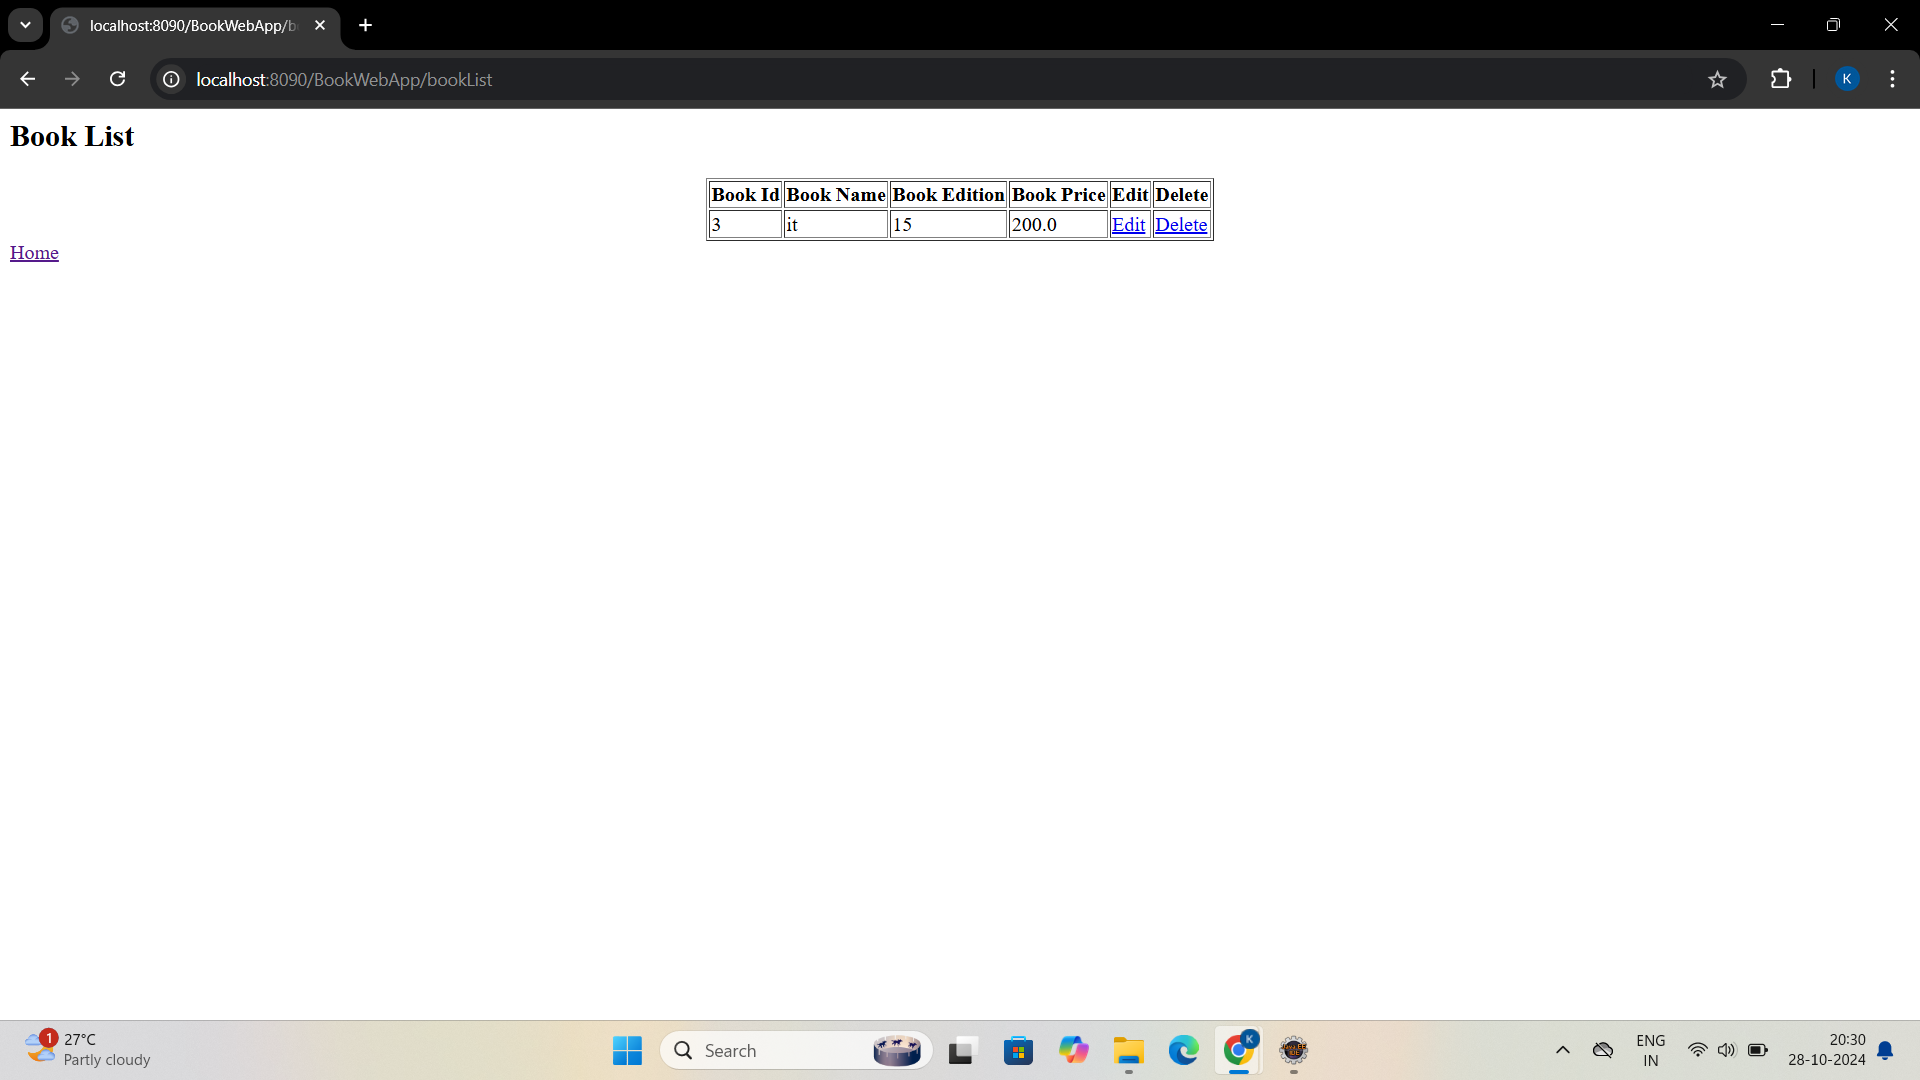 localhost:8090/BookWebApp/b
localhost:8090/BookWebApp/bookList
K
Book List
Book Id Book Name Book Edition Book Price Edit Delete
3 it 15 200.0 Edit Delete
Home
1
27°C
Partly cloudy
Search
K
ENG
IN
20:30
28-10-2024